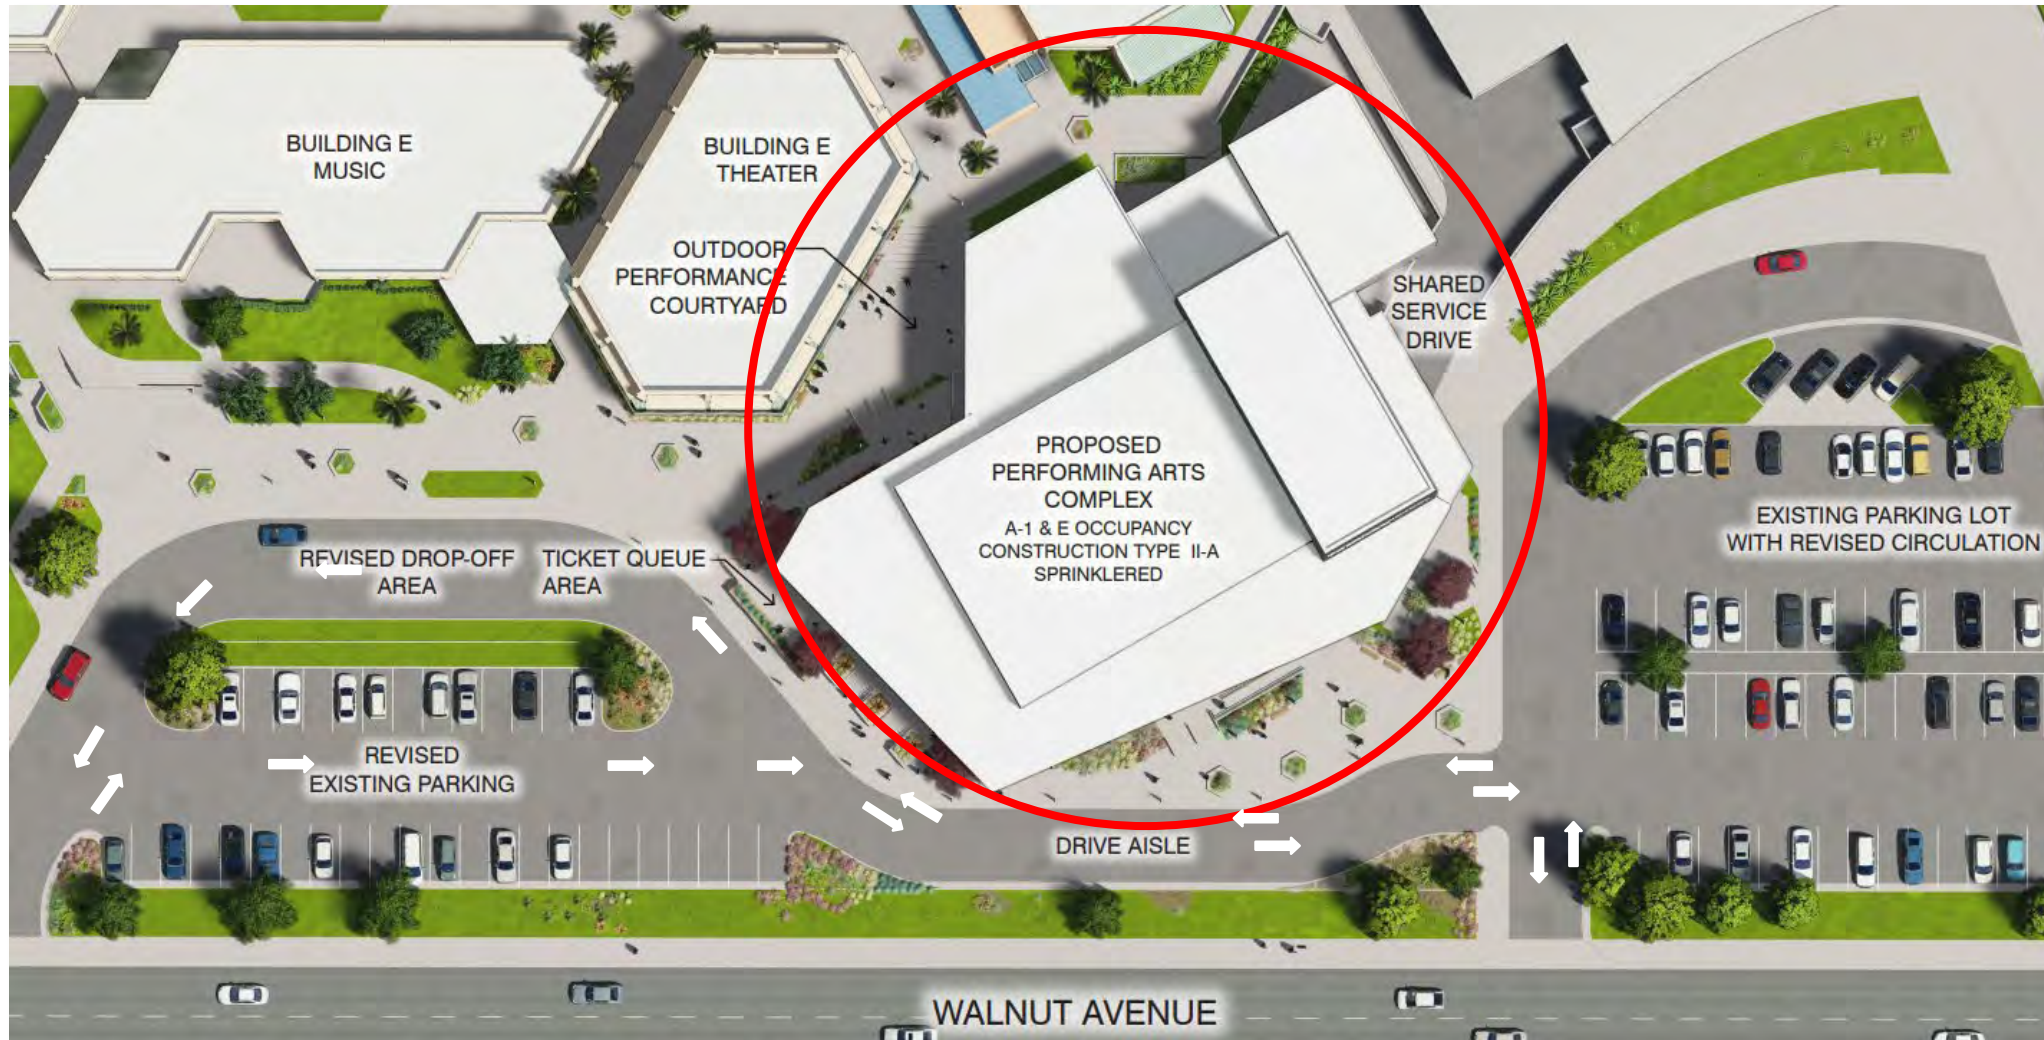 BUILDING E
MUSIC
BUILDING E
THEATER
OUTDOOR
PERFORMANCE
COURTYARD
SHARED
SERVICE
DRIVE
PROPOSED
PERFORMING ARTS
COMPLEX
A-1 & E OCCUPANCY
CONSTRUCTION TYPE II-A
SPRINKLERED
EXISTING PARKING LOT
WITH REVISED CIRCULATION
REVISED DROP-OFF
AREA
TICKET QUEUE
AREA
REVISED
EXISTING PARKING
DRIVE AISLE
WALNUT AVENUE